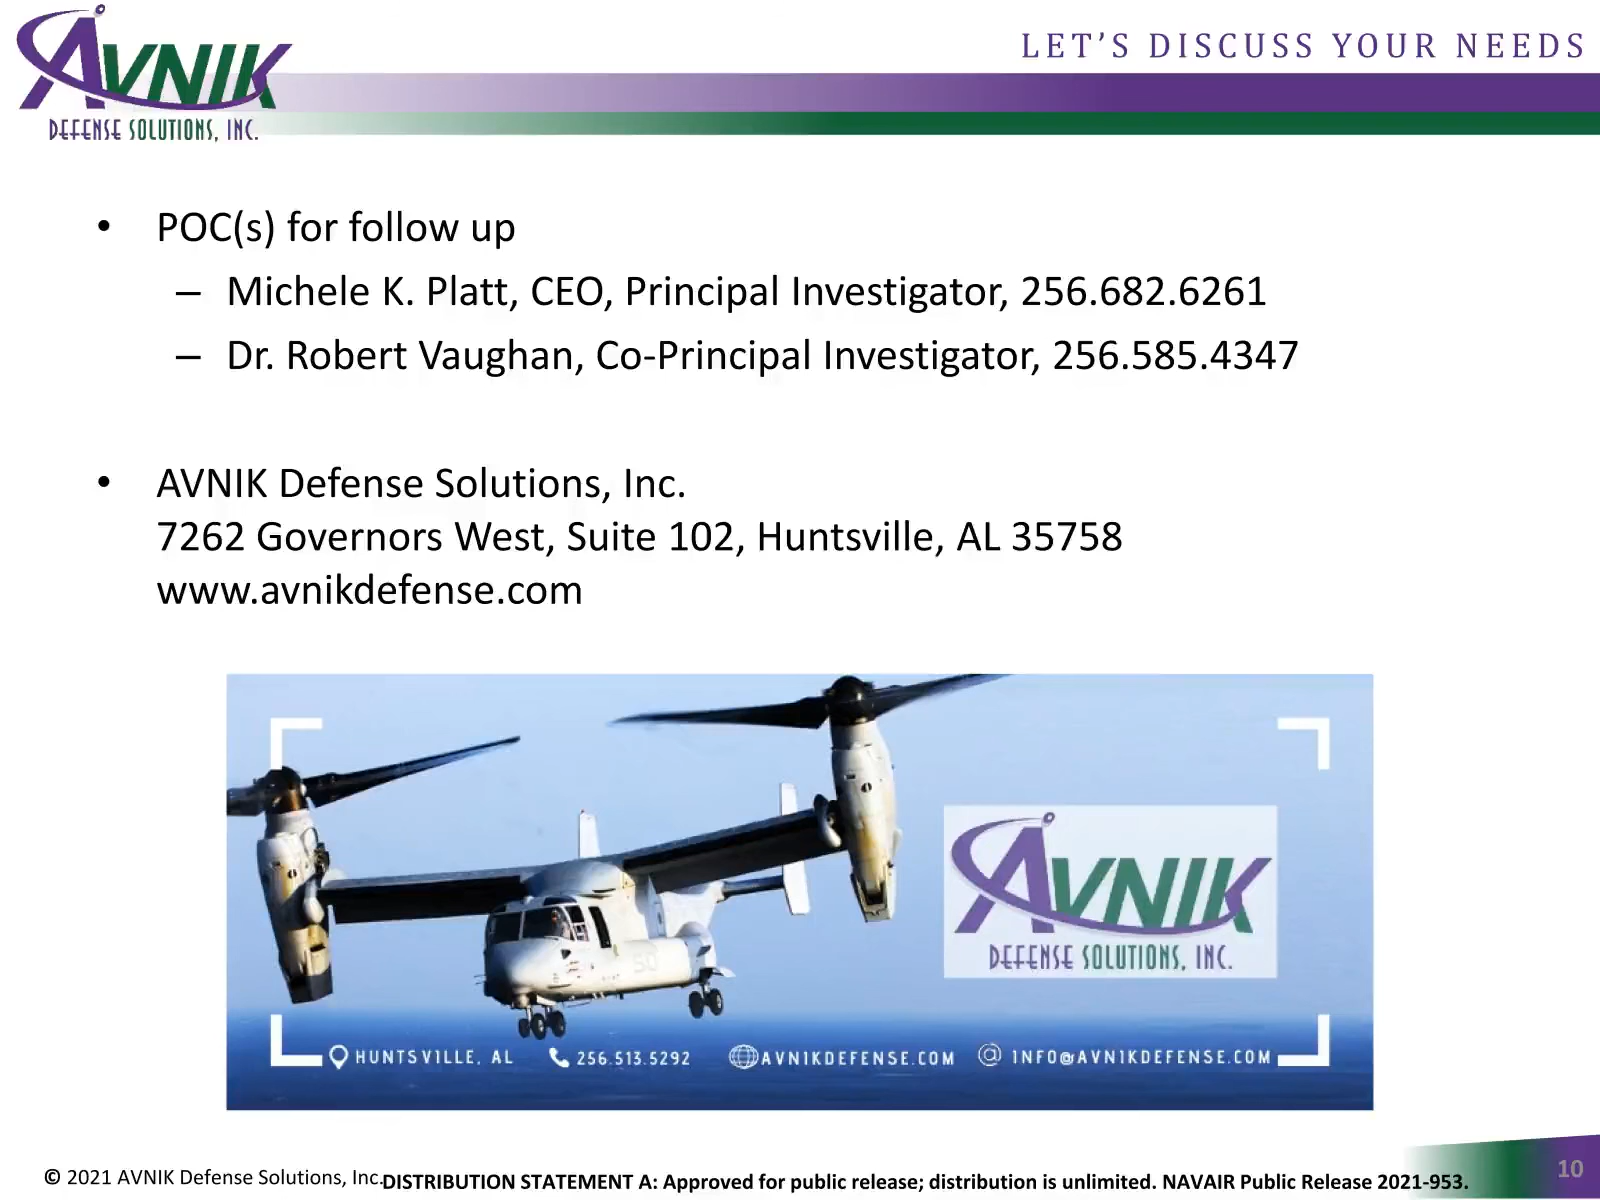 AVNIK
DEFENSE SOLUTIONS, INC.
LET’S DISCUSS YOUR NEEDS
• POC(s) for follow up
– Michele K. Platt, CEO, Principal Investigator, 256.682.6261
– Dr. Robert Vaughan, Co-Principal Investigator, 256.585.4347
• AVNIK Defense Solutions, Inc.
7262 Governors West, Suite 102, Huntsville, AL 35758
www.avnikdefense.com
AVNIK
DEFENSE SOLUTIONS, INC.
50
HUNTSVILLE, AL 256.513.5292 AVNIKDEFENSE.COM INFO@AVNIKDEFENSE.COM
© 2021 AVNIK Defense Solutions, Inc. DISTRIBUTION STATEMENT A: Approved for public release; distribution is unlimited. NAVAIR Public Release 2021-953.
10